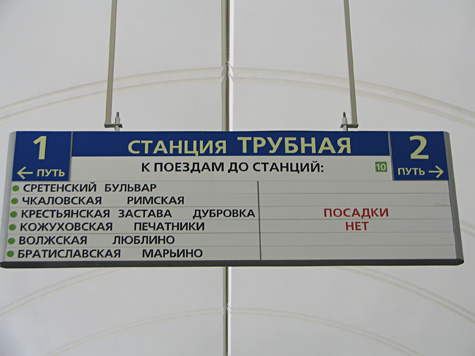 1
← ПУТЬ
СТАНЦИЯ ТРУБНАЯ
2
ПУТЬ →
К ПОЕЗДАМ ДО СТАНЦИЙ:
10
СРЕТЕНСКИЙ БУЛЬВАР
ЧКАЛОВСКАЯ РИМСКАЯ
КРЕСТЬЯНСКАЯ ЗАСТАВА ДУБРОВКА
КОЖУХОВСКАЯ ПЕЧАТНИКИ
ВОЛЖСКАЯ ЛЮБЛИНО
БРАТИСЛАВСКАЯ МАРЬИНО
ПОСАДКИ
НЕТ